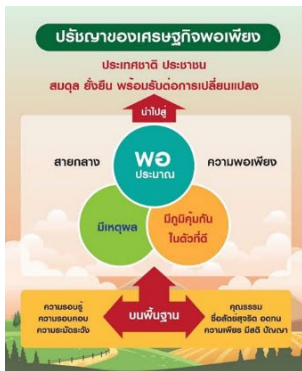 ปรัชญาของเศรษฐกิจพอเพียง
ประเทศชาติ ประชาชน
สมดุล ยั่งยืน พร้อมรับต่อการเปลี่ยนแปลง
นำไปสู่
สายกลาง
พอ
ประมาณ
ความพอเพียง
มีเหตุผล
มีภูมิคุ้มกัน
ในตัวที่ดี
ความรอบรู้
ความรอบคอบ
ความระมัดระวัง
บนพื้นฐาน
คุณธรรม
ซื่อสัตย์สุจริต อดทน
ความเพียร มีสติ ปัญญา